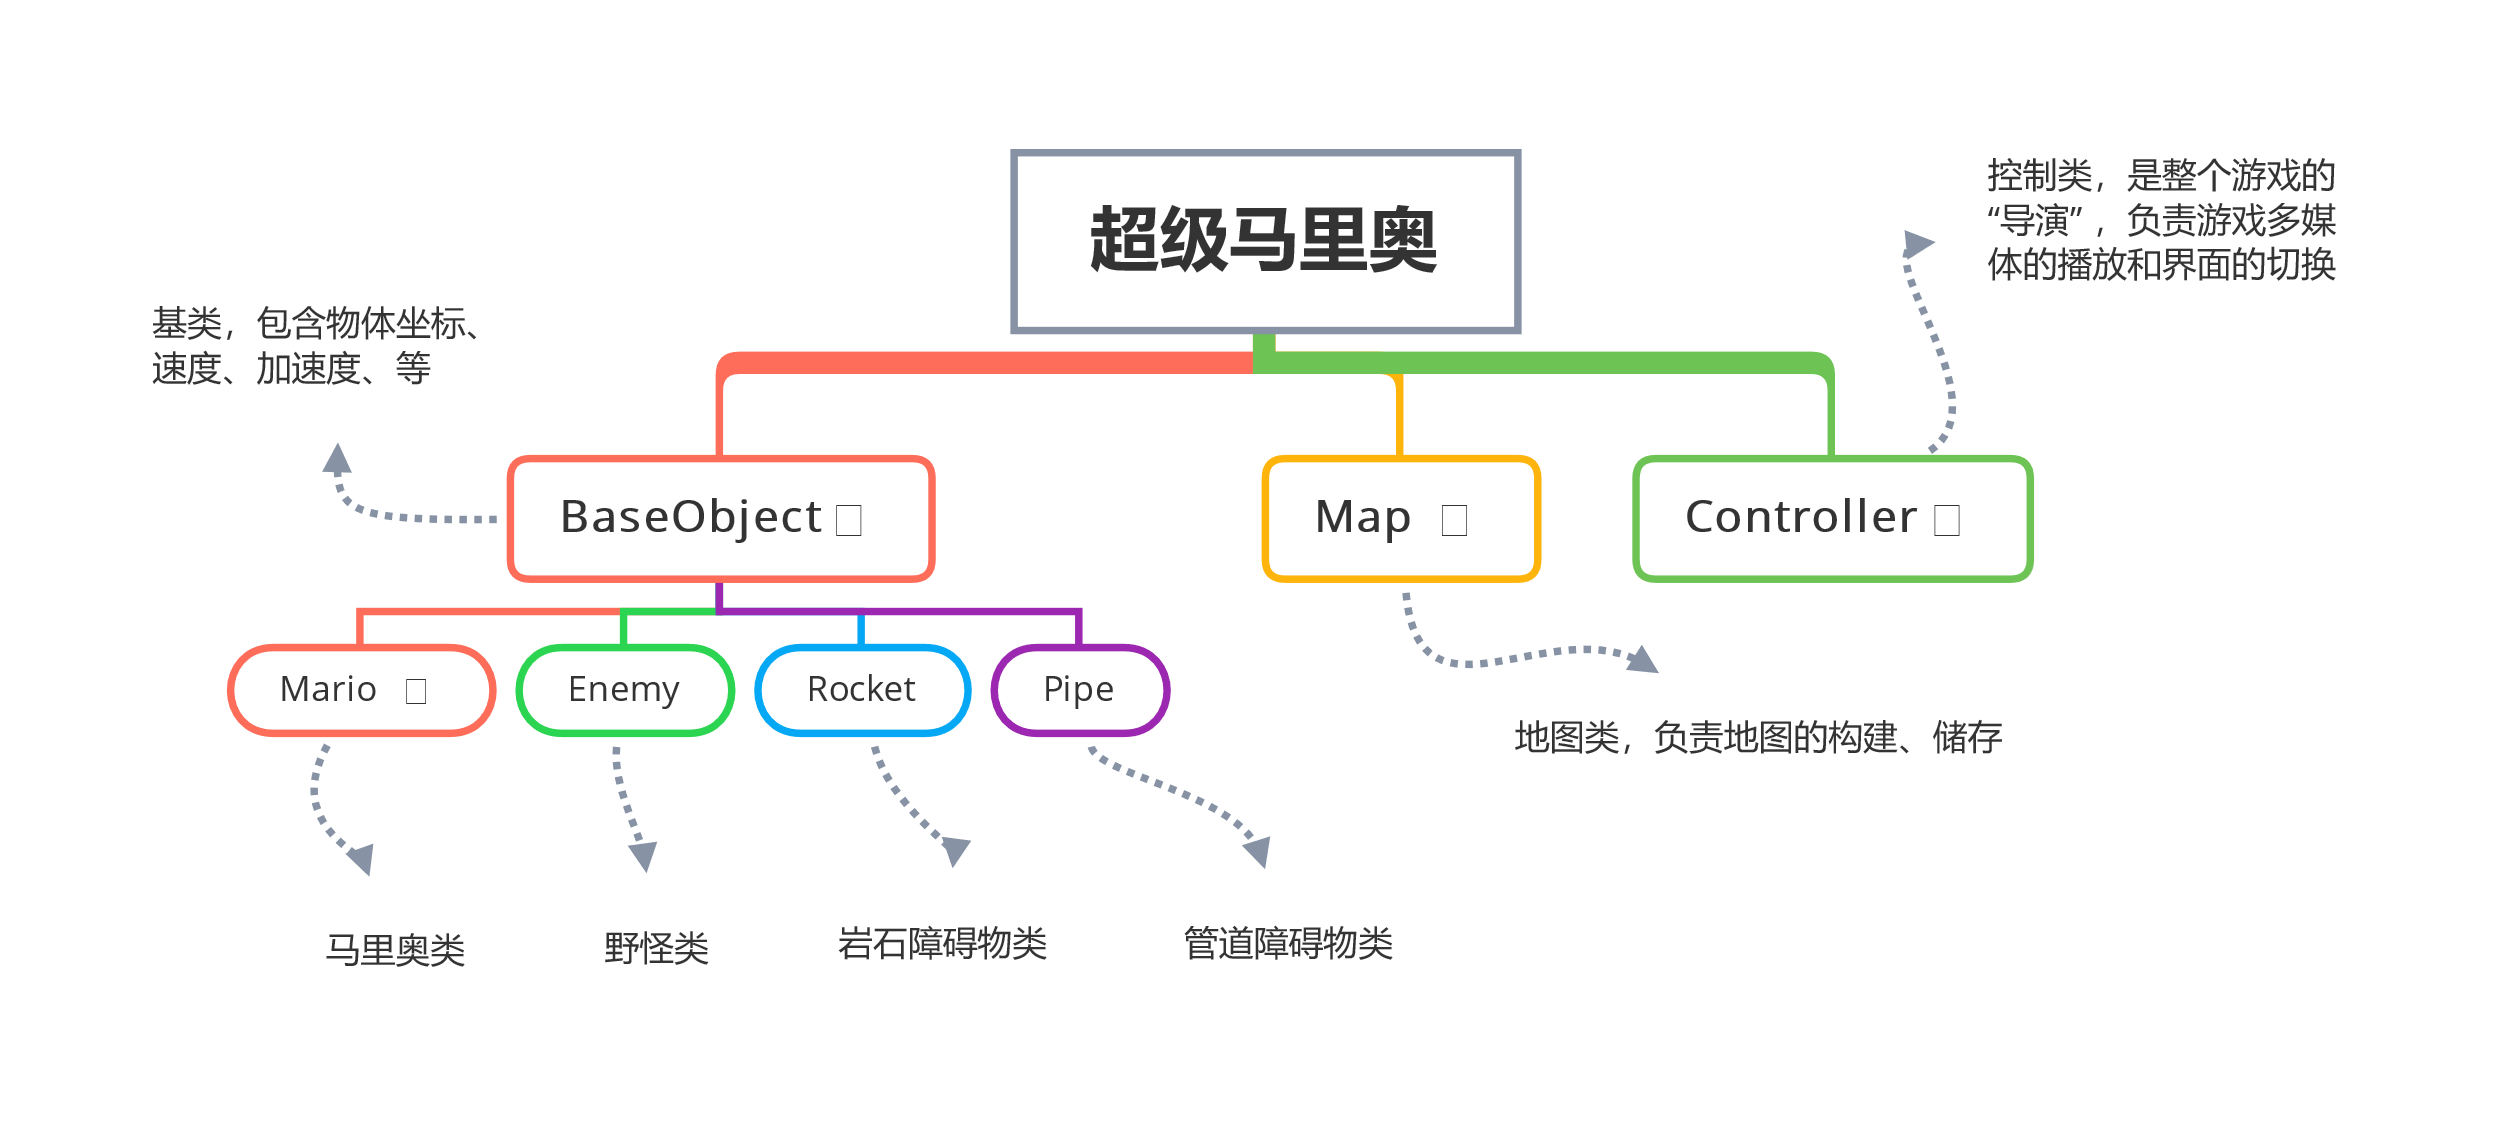 超级马里奥
控制类，是整个游戏的
“导演”，负责游戏多媒
体的播放和界面的切换
基类，包含物体坐标、
速度、加速度、等
BaseObject
Map
Controller
Mario
Enemy
Rocket
Pipe
地图类，负责地图的构建、储存
马里奥类
野怪类
岩石障碍物类
管道障碍物类